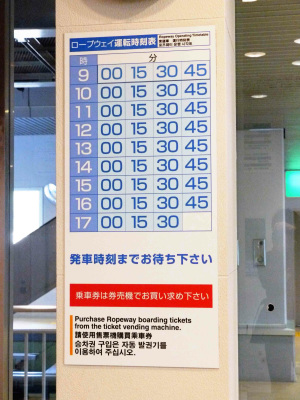 ロープウェイ運転時刻表
Ropeway Operating Timetable
時 分
9 00 15 30 45
10 00 15 30 45
11 00 15 30 45
12 00 15 30 45
13 00 15 30 45
14 00 15 30 45
15 00 15 30 45
16 00 15 30 45
17 00 15 30
発車時刻までお待ち下さい
乗車券は券売機でお買い求め下さい
Purchase Ropeway boarding tickets
from the ticket vending machine.
請使用售票機購買乘車券
승차권 구입은 자동 발권기를
이용하여 주십시오.